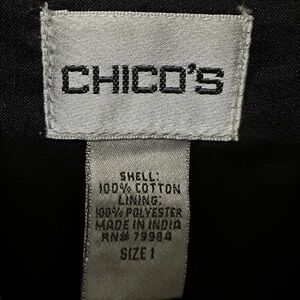 CHICO'S
SHELL:
100% COTTON
LINING:
100% POLYESTER
MADE IN INDIA
RN# 79984
SIZE 1